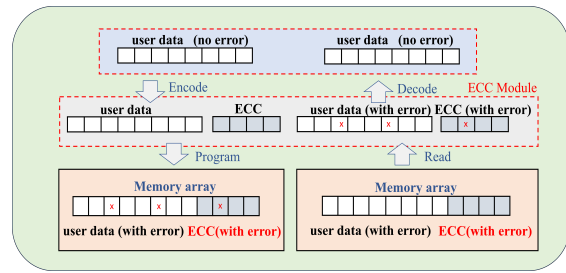 user data (no error)
user data (no error)
Encode
Decode
ECC Module
user data
ECC
user data (with error)
ECC (with error)
x
x
x
Program
Read
Memory array
x
x
x
user data (with error) ECC(with error)
Memory array
user data (with error) ECC(with error)